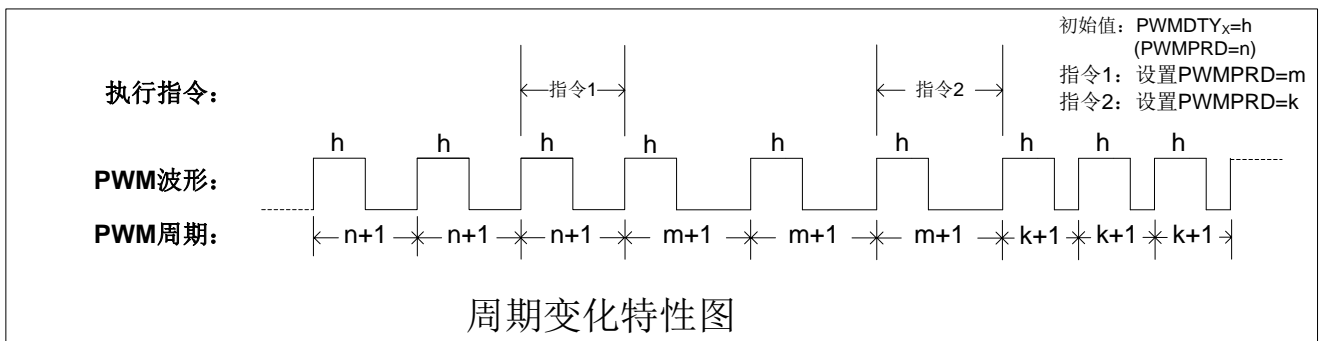 初始值：PWMDTYX=h
(PWMPRD=n)
指令1：设置PWMPRD=m
指令2：设置PWMPRD=k
执行指令：
指令1
指令2
h h h h h h h h h
PWM波形：
PWM周期：
n+1 n+1 n+1 m+1 m+1 m+1 k+1 k+1 k+1
周期变化特性图